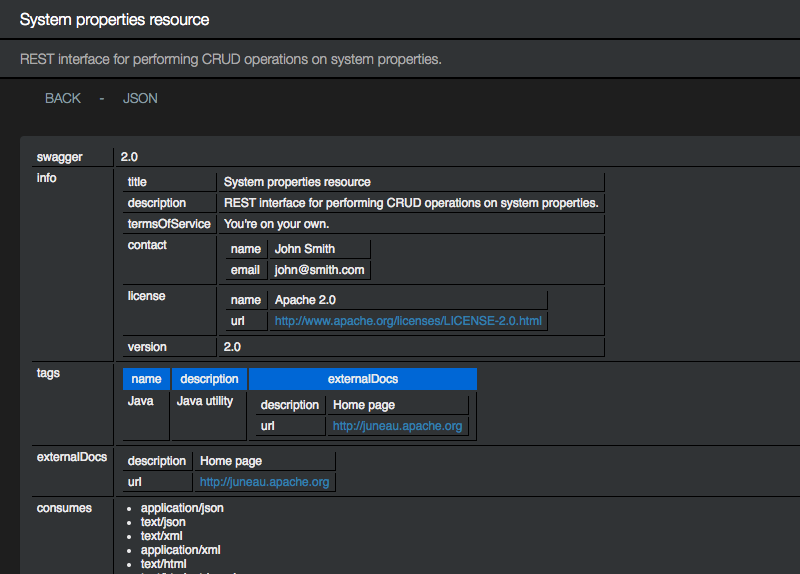 System properties resource
REST interface for performing CRUD operations on system properties.
BACK - JSON
swagger 2.0
info
title System properties resource
description REST interface for performing CRUD operations on system properties.
termsOfService You're on your own.
contact
name John Smith
email john@smith.com
license
name Apache 2.0
url http://www.apache.org/licenses/LICENSE-2.0.html
version 2.0
tags
name description externalDocs
Java Java utility
description Home page
url http://juneau.apache.org
externalDocs
description Home page
url http://juneau.apache.org
consumes
• application/json
• text/json
• text/xml
• application/xml
• text/html